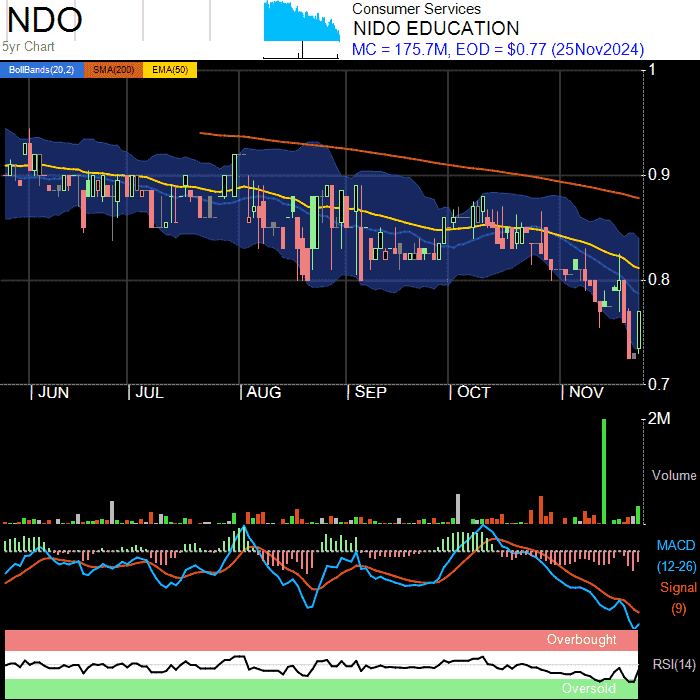 NDO
5yr Chart
Consumer Services
NIDO EDUCATION
MC = 175.7M, EOD = $0.77 (25Nov2024)
BollBands(20,2) SMA(200) EMA(50)
1
0.9
0.8
0.7
JUN JUL AUG SEP OCT NOV
2M
Volume
MACD
(12-26)
Signal
(9)
Overbought
RSI(14)
Oversold